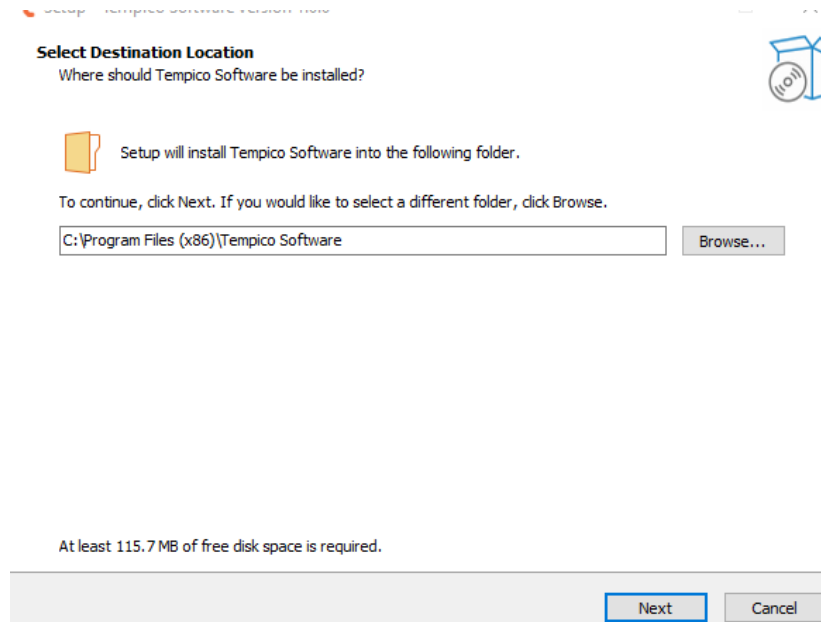 Select Destination Location
Where should Tempico Software be installed?
Setup will install Tempico Software into the following folder.
To continue, click Next. If you would like to select a different folder, click Browse.
C:\Program Files (x86)\Tempico Software
Browse...
At least 115.7 MB of free disk space is required.
Next
Cancel